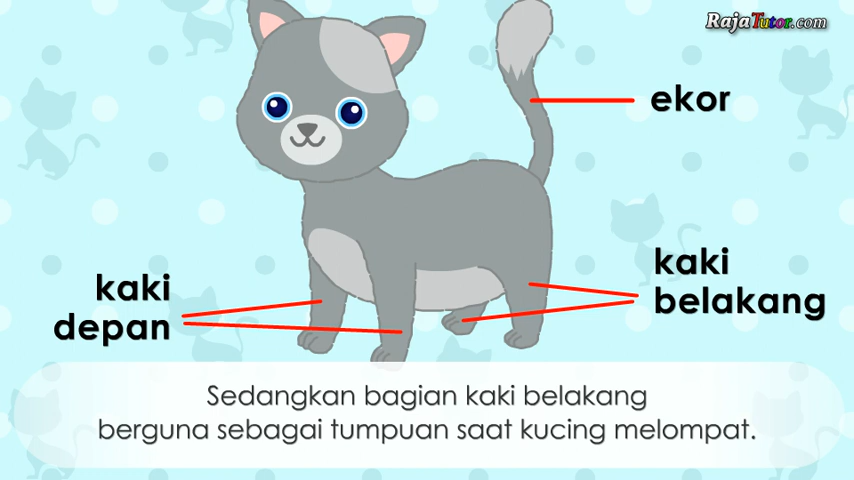 RajaTutor.com
ekor
kaki
belakang
kaki
depan
Sedangkan bagian kaki belakang
berguna sebagai tumpuan saat kucing melompat.